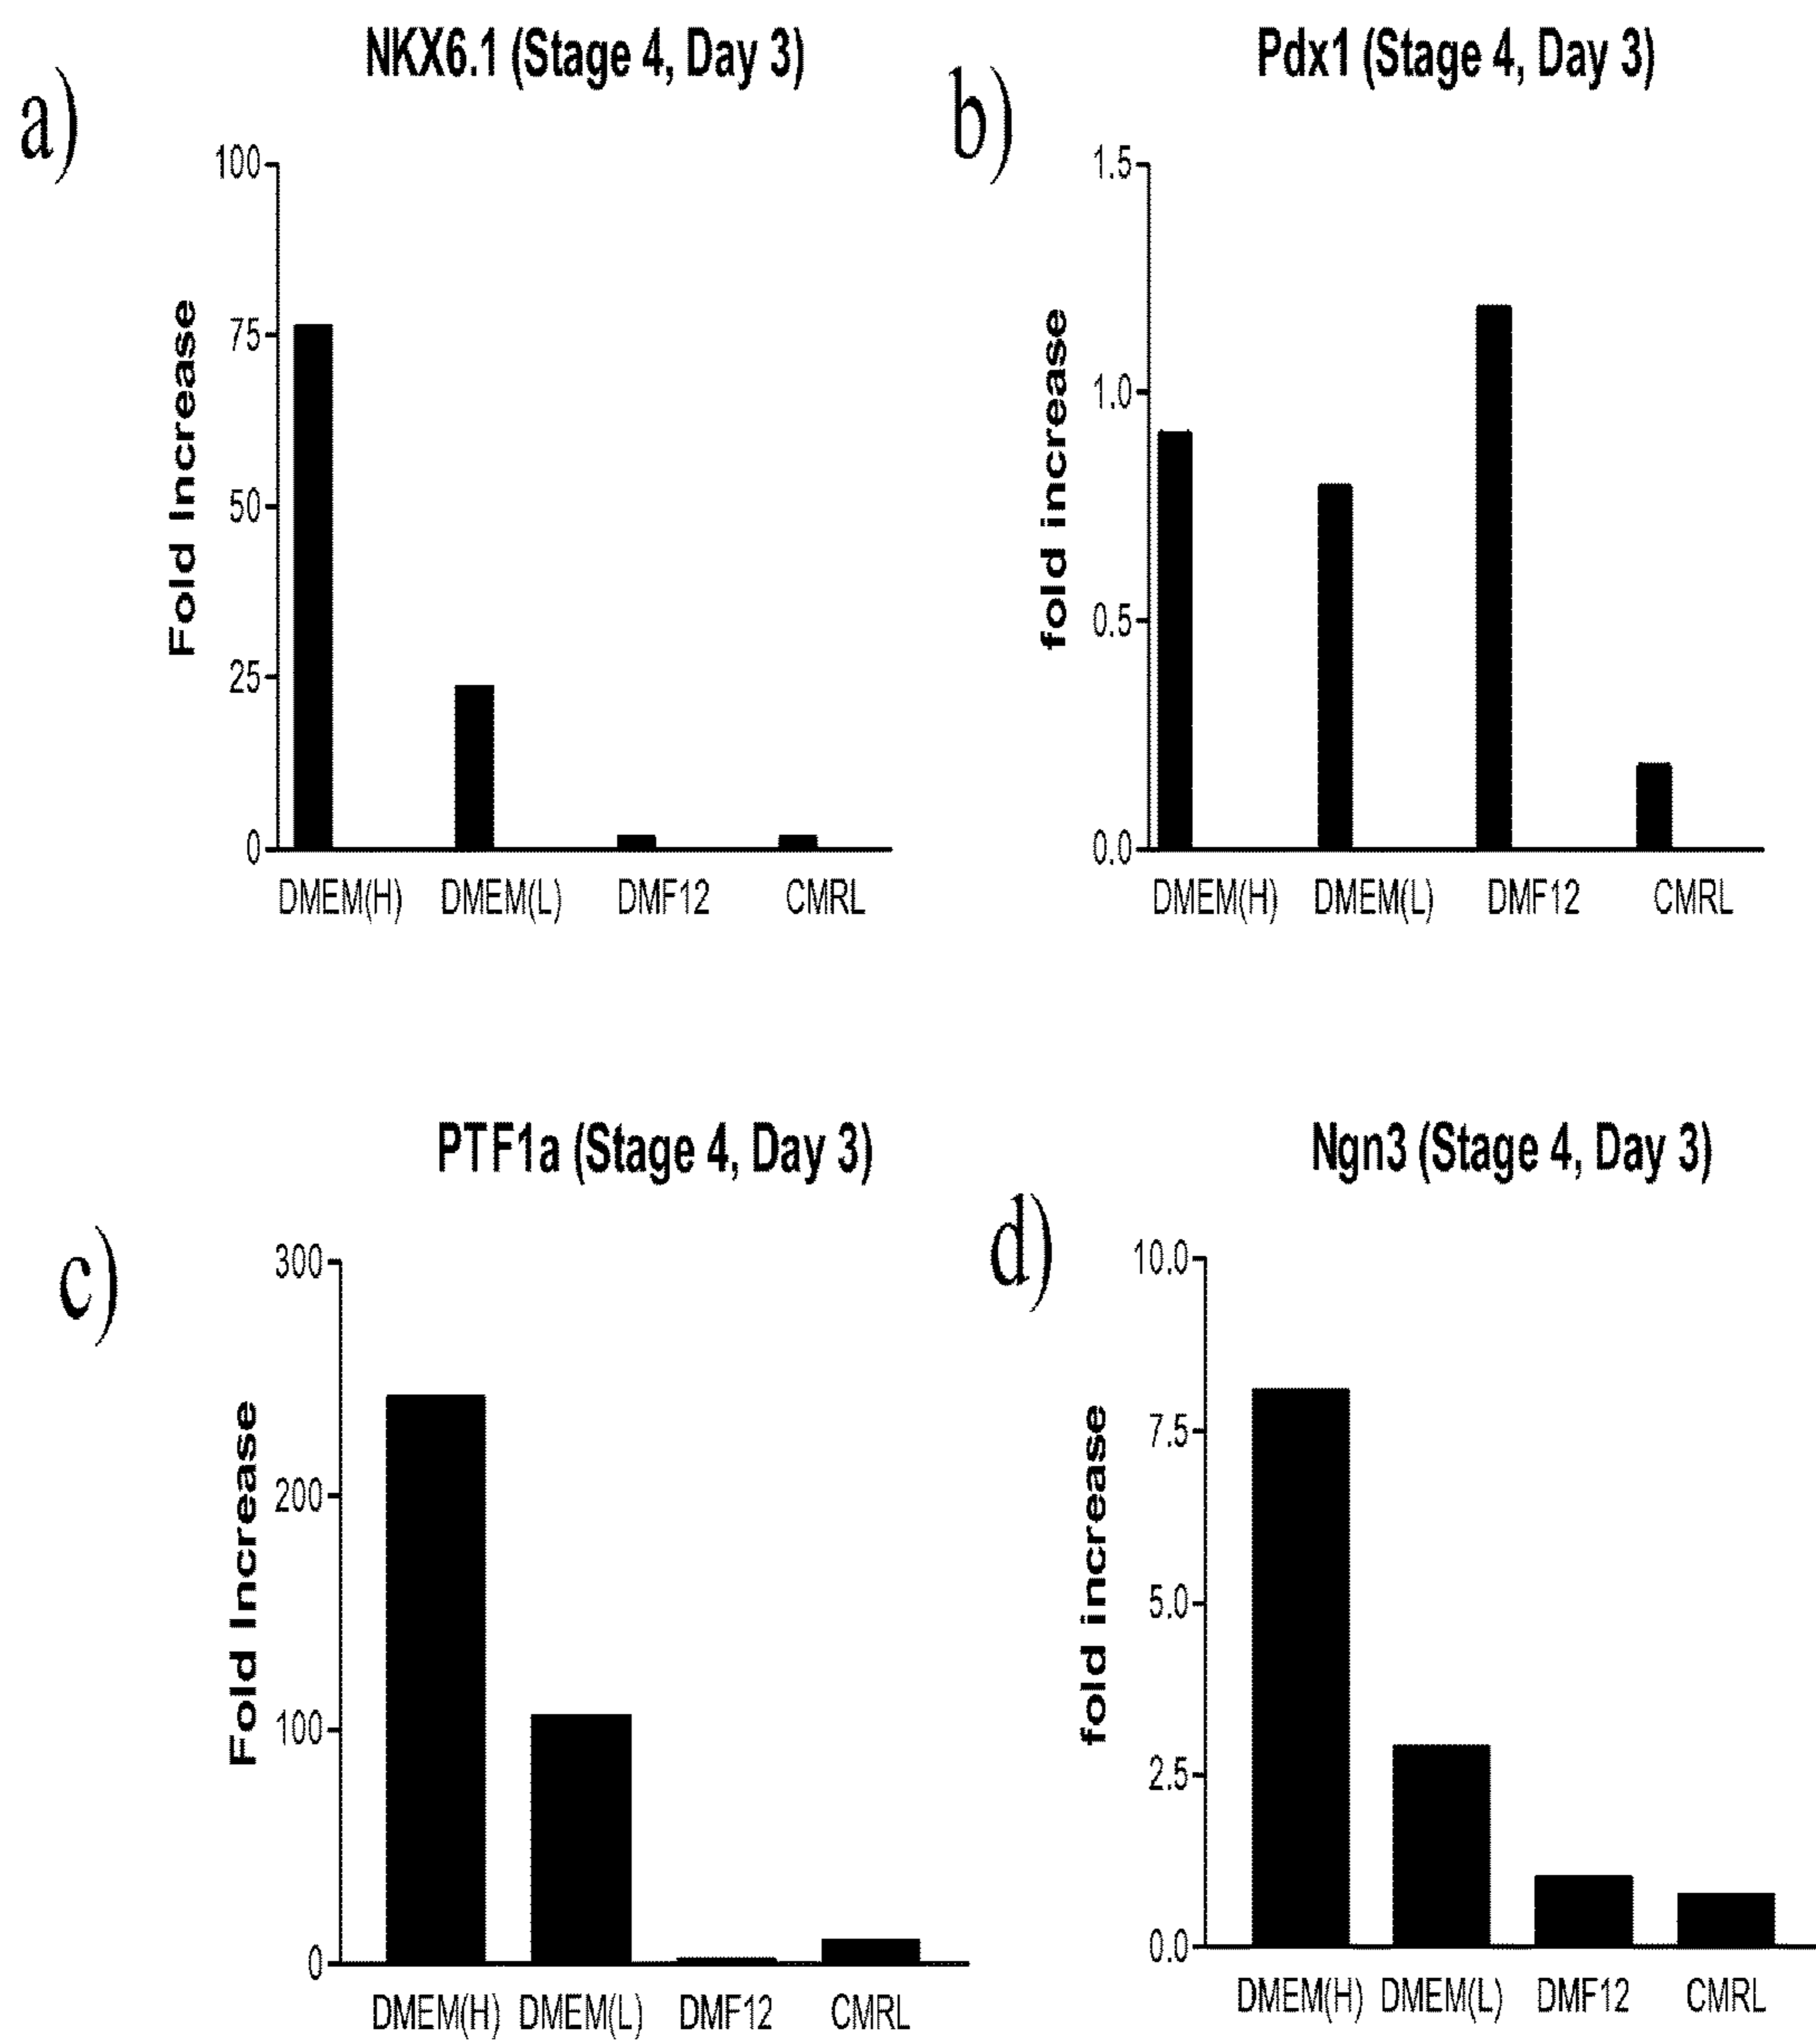 NKX6.1 (Stage 4, Day 3)
a)
100
75
50
25
0
Fold Increase
DMEM(H) DMEM(L) DMF12 CMRL
Pdx1 (Stage 4, Day 3)
b)
1.5
1.0
0.5
0.0
fold increase
DMEM(H) DMEM(L) DMF12 CMRL
PTF1a (Stage 4, Day 3)
c)
300
200
100
0
Fold Increase
DMEM(H) DMEM(L) DMF12 CMRL
Ngn3 (Stage 4, Day 3)
d)
10.0
7.5
5.0
2.5
0.0
fold increase
DMEM(H) DMEM(L) DMF12 CMRL